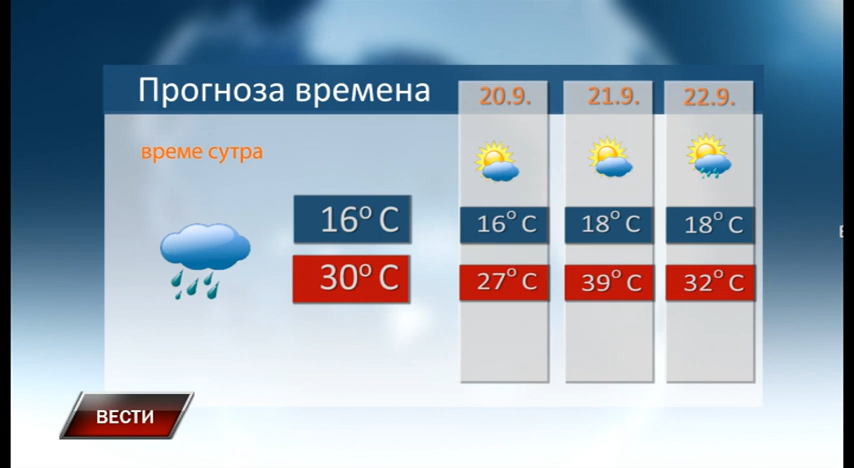 Прогноза времена
време сутра
16° C
30° C
20.9.
21.9.
22.9.
16° C
18° C
18° C
27° C
39° C
32° C
ВЕСТИ